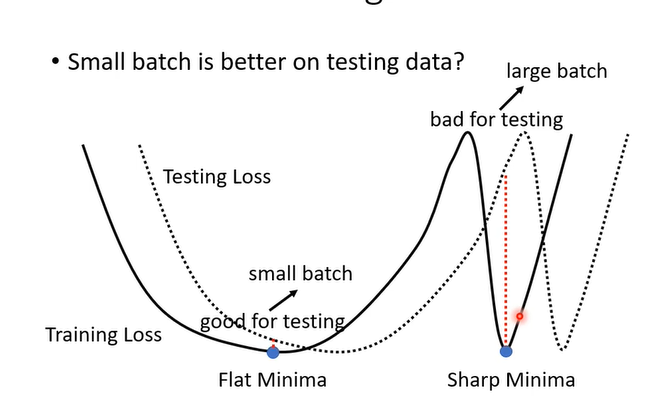 • Small batch is better on testing data?
large batch
bad for testing
Testing Loss
small batch
good for testing
Training Loss
Flat Minima
Sharp Minima